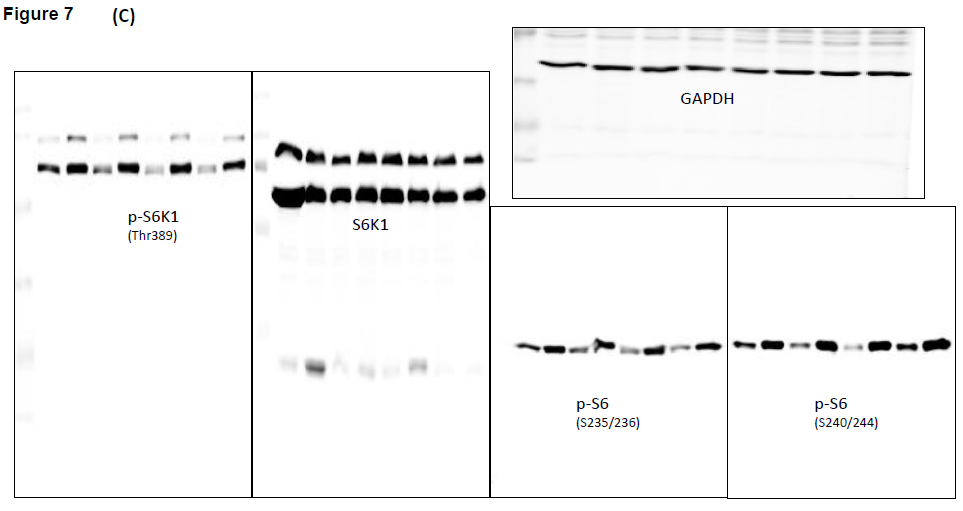 Figure 7 (C)
GAPDH
p-S6K1
(Thr389)
S6K1
p-S6
(S235/236)
p-S6
(S240/244)